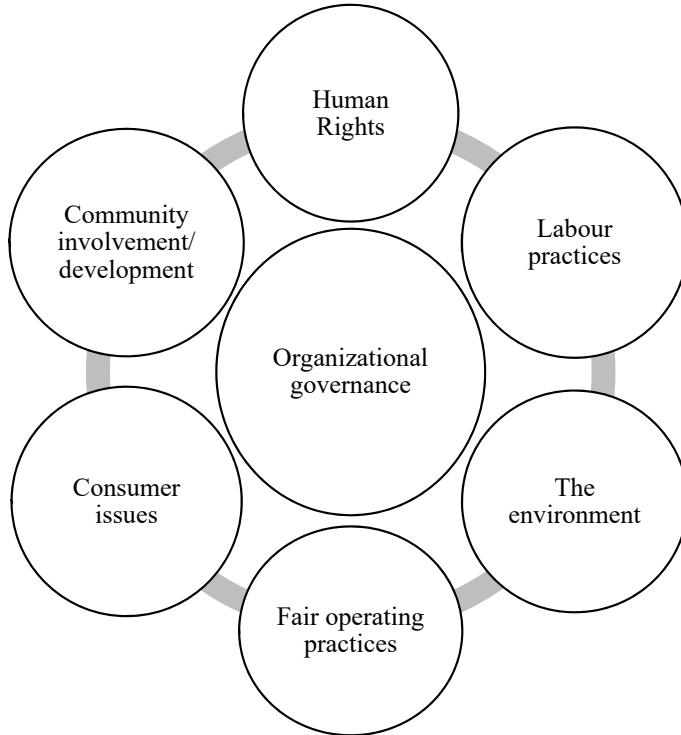 Human
Rights
Community
involvement/
development
Labour
practices
Organizational
governance
Consumer
issues
The
environment
Fair operating
practices